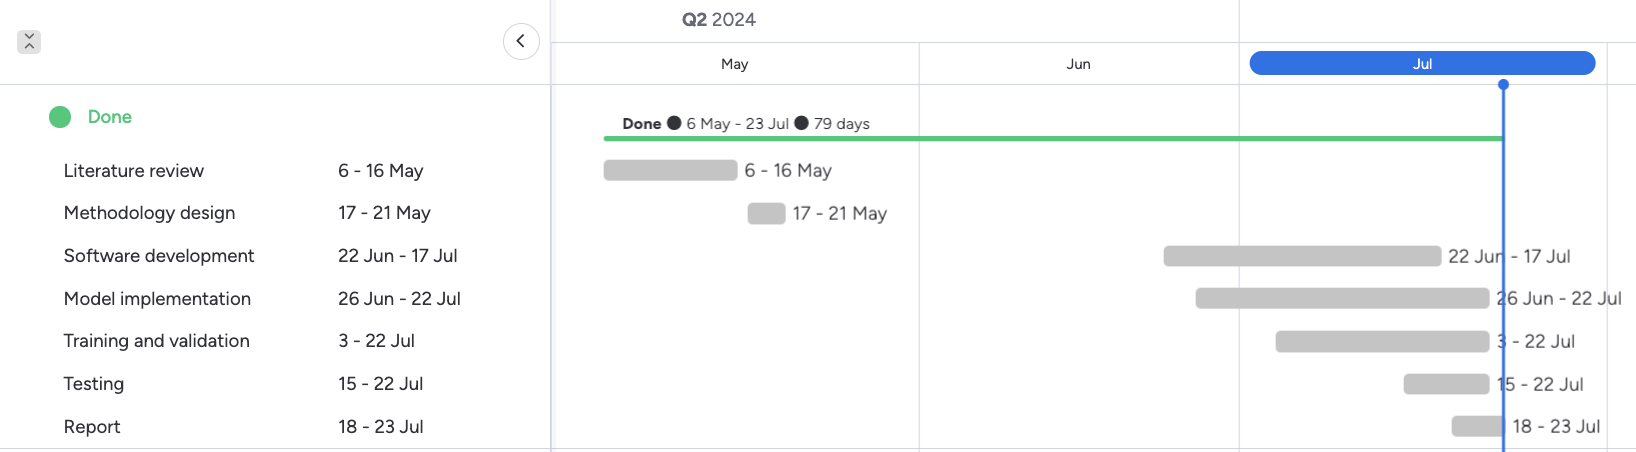 Q2 2024
May Jun Jul
Done
Done ● 6 May - 23 Jul ● 79 days
Literature review 6 - 16 May 6 - 16 May
Methodology design 17 - 21 May 17 - 21 May
Software development 22 Jun - 17 Jul 22 Jun - 17 Jul
Model implementation 26 Jun - 22 Jul 26 Jun - 22 Jul
Training and validation 3 - 22 Jul 3 - 22 Jul
Testing 15 - 22 Jul 15 - 22 Jul
Report 18 - 23 Jul 18 - 23 Jul